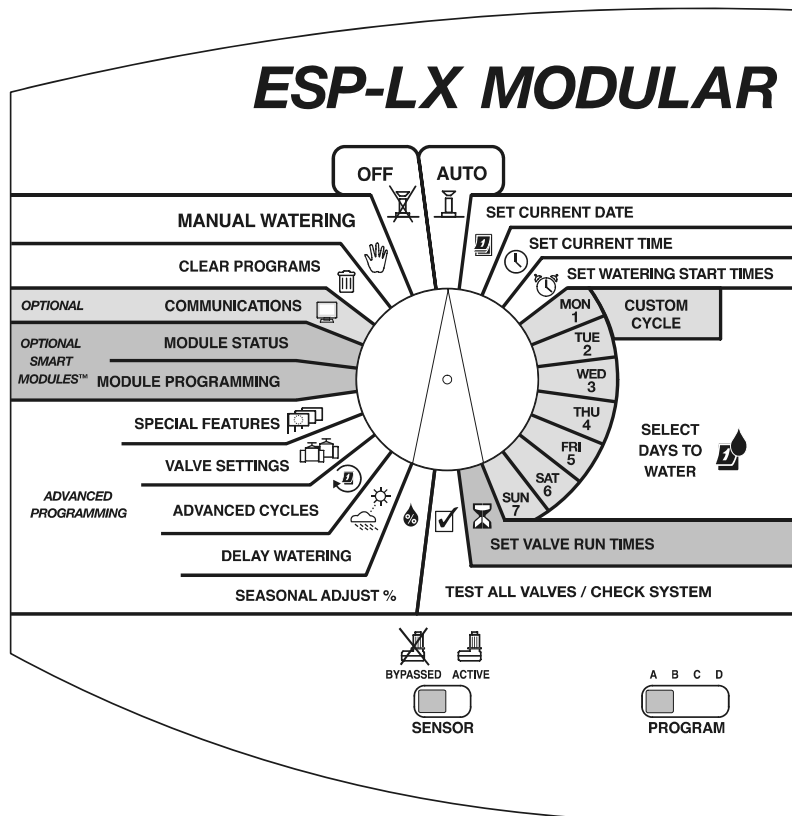 ESP-LX MODULAR
OFF
AUTO
MANUAL WATERING
CLEAR PROGRAMS
OPTIONAL
COMMUNICATIONS
OPTIONAL
SMART
MODULES™
MODULE STATUS
MODULE PROGRAMMING
SPECIAL FEATURES
VALVE SETTINGS
ADVANCED
PROGRAMMING
ADVANCED CYCLES
DELAY WATERING
SEASONAL ADJUST %
SET CURRENT DATE
1
SET CURRENT TIME
SET WATERING START TIMES
MON
1
TUE
2
WED
3
THU
4
FRI
5
SAT
6
SUN
7
CUSTOM
CYCLE
SELECT
DAYS TO
WATER
1
SET VALVE RUN TIMES
TEST ALL VALVES / CHECK SYSTEM
1
%
BYPASSED ACTIVE
SENSOR
A B C D
PROGRAM